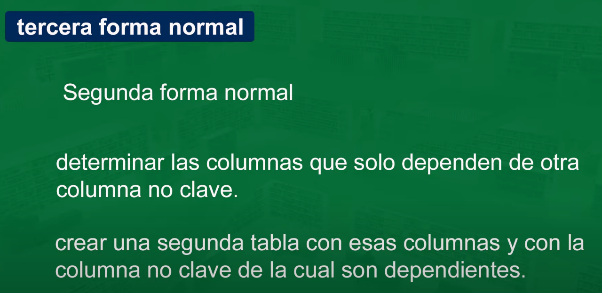 tercera forma normal
Segunda forma normal
determinar las columnas que solo dependen de otra
columna no clave.
crear una segunda tabla con esas columnas y con la
columna no clave de la cual son dependientes.